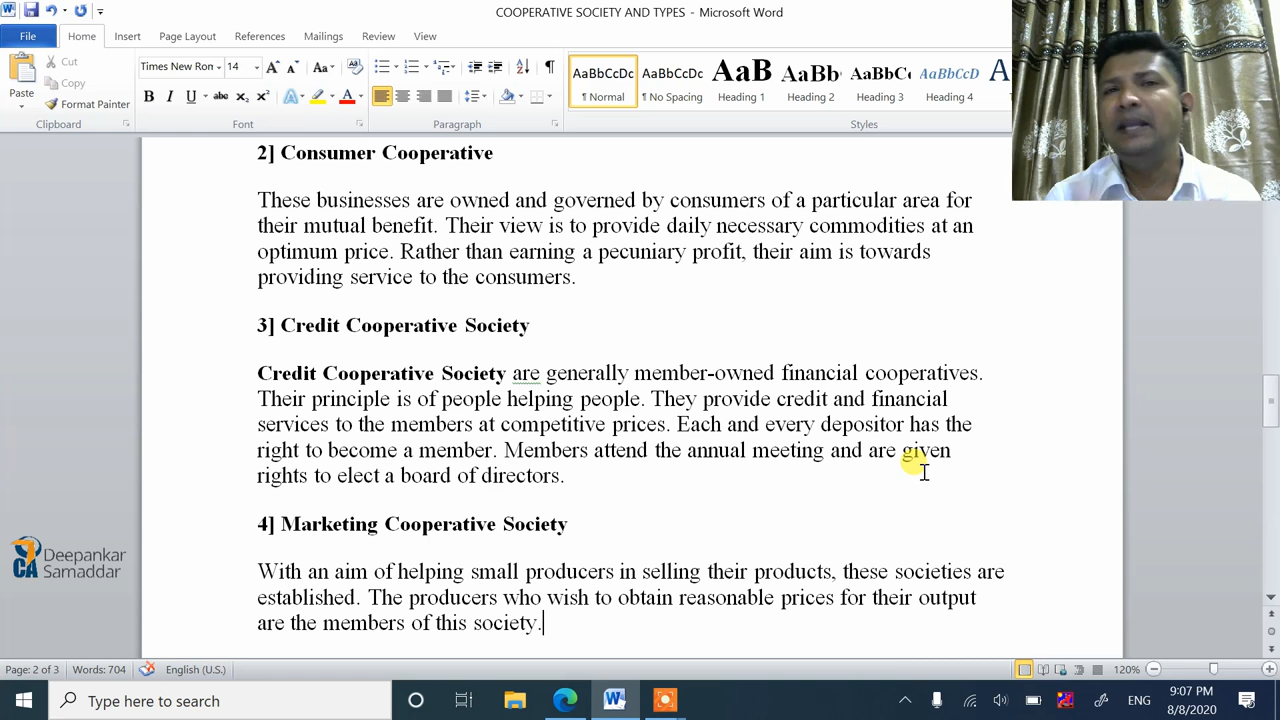 COOPERATIVE SOCIETY AND TYPES - Microsoft Word
File Home Insert Page Layout References Mailings Review View
Cut
Copy
Paste
Format Painter
Times New Ron 14
AaBbCcDc AaBbCcDc AaB AaBb AaBbC AaBbCcD
¶ Normal ¶ No Spacing Heading 1 Heading 2 Heading 3 Heading 4
Clipboard Font Paragraph Styles
2] Consumer Cooperative
These businesses are owned and governed by consumers of a particular area for
their mutual benefit. Their view is to provide daily necessary commodities at an
optimum price. Rather than earning a pecuniary profit, their aim is towards
providing service to the consumers.
3] Credit Cooperative Society
Credit Cooperative Society are generally member-owned financial cooperatives.
Their principle is of people helping people. They provide credit and financial
services to the members at competitive prices. Each and every depositor has the
right to become a member. Members attend the annual meeting and are given
rights to elect a board of directors.
4] Marketing Cooperative Society
With an aim of helping small producers in selling their products, these societies are
established. The producers who wish to obtain reasonable prices for their output
are the members of this society.
CA Deepankar
Samaddar
Page: 2 of 3 Words: 704 English (U.S.) 120%
Type here to search
ENG
9:07 PM
8/8/2020